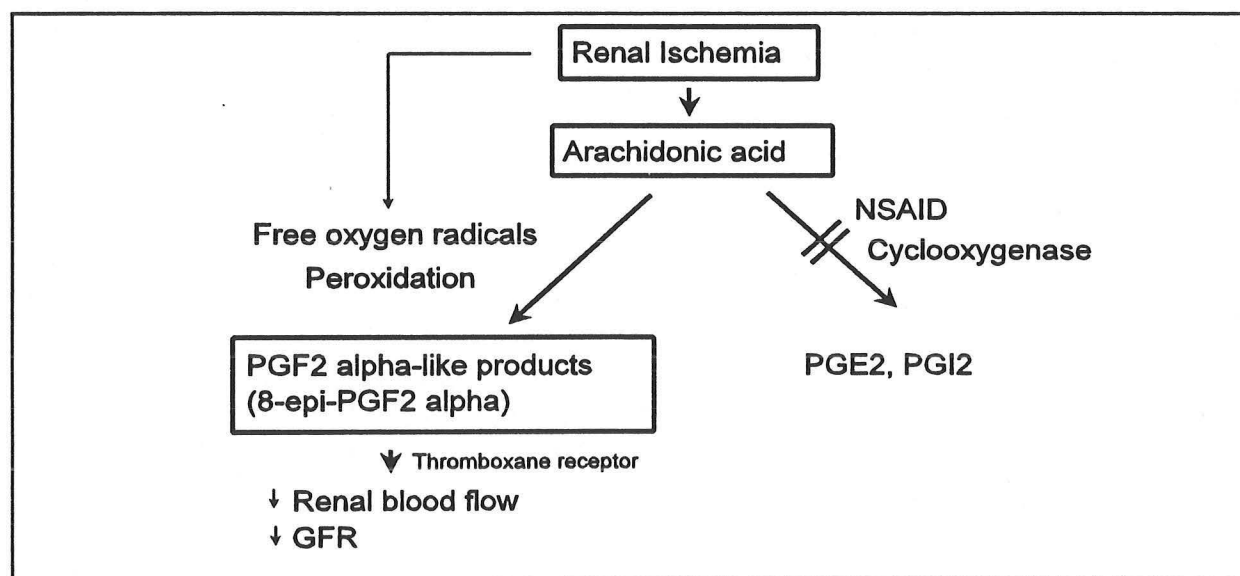 Renal Ischemia
Arachidonic acid
Free oxygen radicals
Peroxidation
NSAID
Cyclooxygenase
PGF2 alpha-like products
(8-epi-PGF2 alpha)
PGE2, PGI2
Thromboxane receptor
↓ Renal blood flow
↓ GFR